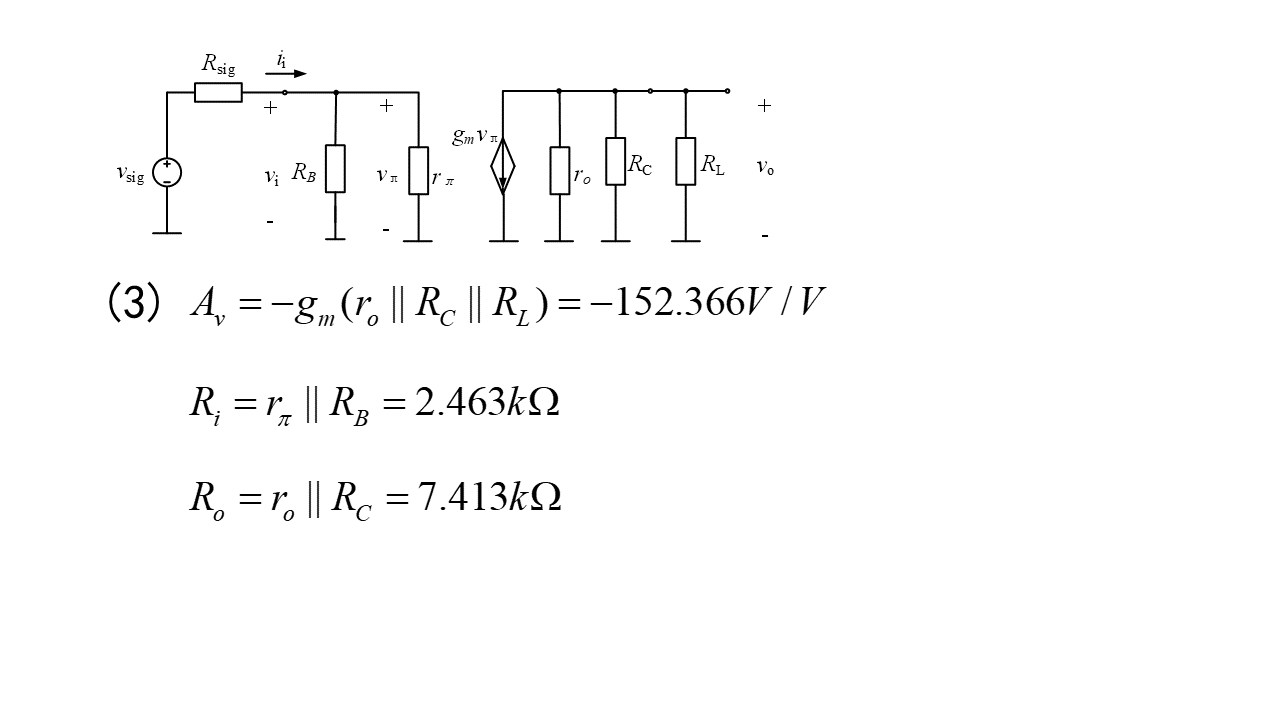 R_sig i_i
+ + +
g_m v_π
v_sig + − v_i R_B v_π r_π r_o R_C R_L v_o
- - -
(3) A_v = −g_m(r_o || R_C || R_L) = −152.366V / V
R_i = r_π || R_B = 2.463kΩ
R_o = r_o || R_C = 7.413kΩ